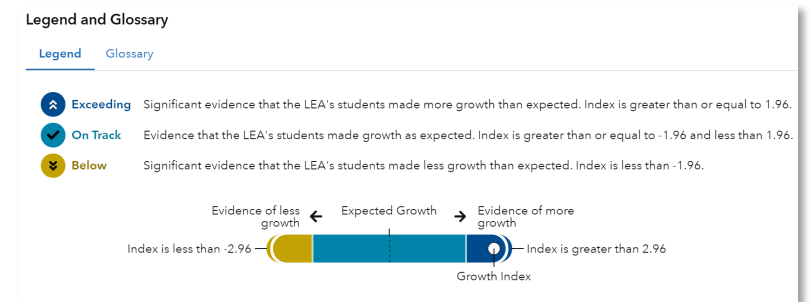 Legend and Glossary
Legend Glossary
Exceeding Significant evidence that the LEA's students made more growth than expected. Index is greater than or equal to 1.96.
On Track Evidence that the LEA's students made growth as expected. Index is greater than or equal to -1.96 and less than 1.96.
Below Significant evidence that the LEA's students made less growth than expected. Index is less than -1.96.
Evidence of less growth
Expected Growth
Evidence of more growth
Index is less than -2.96
Index is greater than 2.96
Growth Index